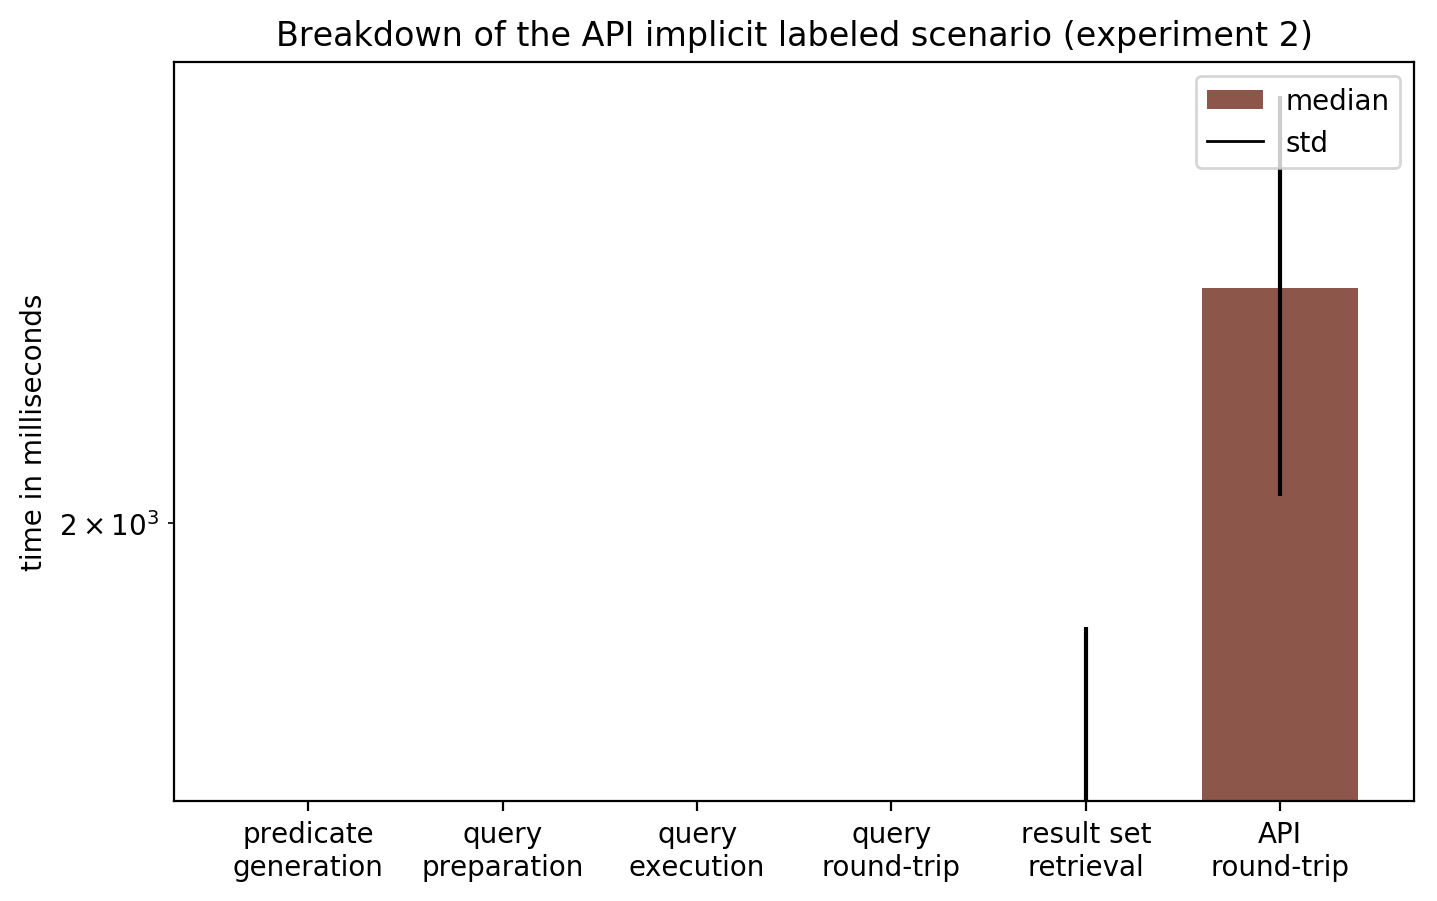 Breakdown of the API implicit labeled scenario (experiment 2)
median
std
time in milliseconds
2 × 10³
predicate
generation
query
preparation
query
execution
query
round-trip
result set
retrieval
API
round-trip